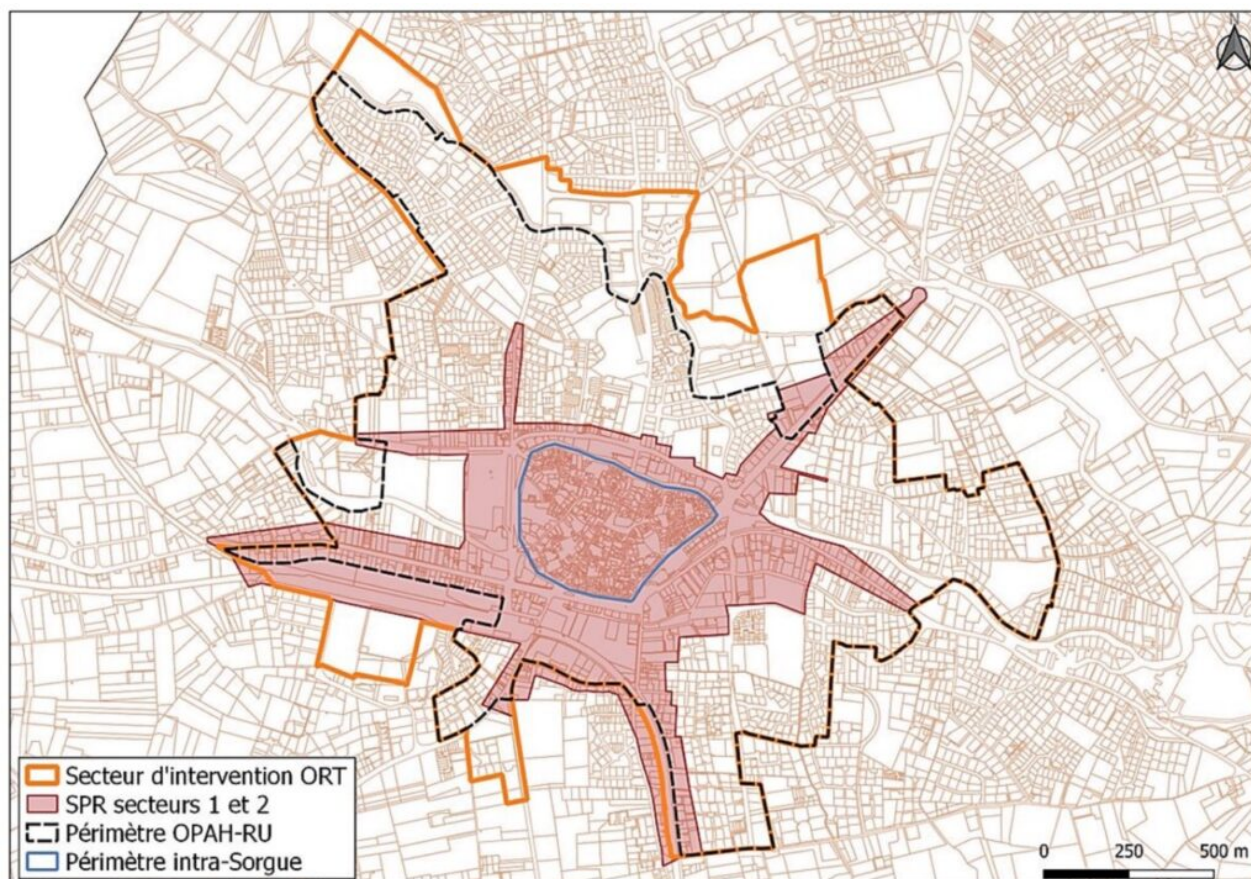 N
Secteur d'intervention ORT
SPR secteurs 1 et 2
Périmètre OPAH-RU
Périmètre intra-Sorgue
0 250 500 m